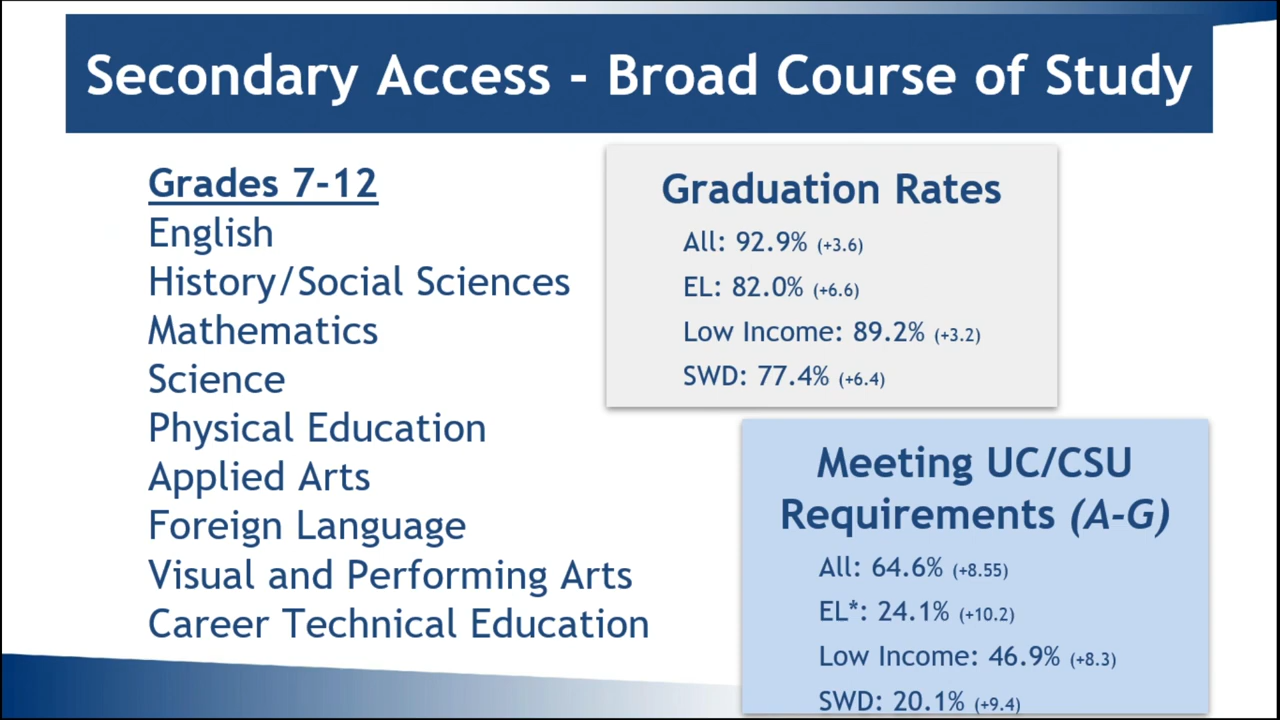 Secondary Access - Broad Course of Study
Grades 7-12
English
History/Social Sciences
Mathematics
Science
Physical Education
Applied Arts
Foreign Language
Visual and Performing Arts
Career Technical Education
Graduation Rates
All: 92.9% (+3.6)
EL: 82.0% (+6.6)
Low Income: 89.2% (+3.2)
SWD: 77.4% (+6.4)
Meeting UC/CSU
Requirements (A-G)
All: 64.6% (+8.55)
EL*: 24.1% (+10.2)
Low Income: 46.9% (+8.3)
SWD: 20.1% (+9.4)